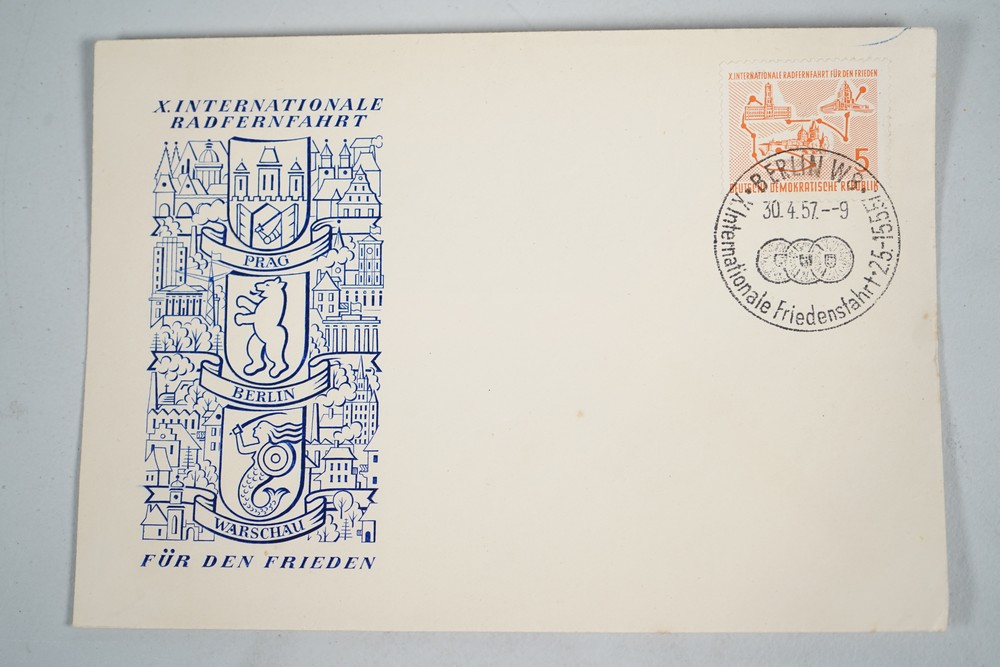 X. INTERNATIONALE
RADFERNFAHRT
PRAG
BERLIN
WARSCHAU
FÜR DEN FRIEDEN
X. INTERNATIONALE RADFERNFAHRT FÜR DEN FRIEDEN
5
DEUTSCHE DEMOKRATISCHE REPUBLIK
BERLIN W8
30.4.57.--9
X. Internationale Friedensfahrt • 2.5.-15.5.57